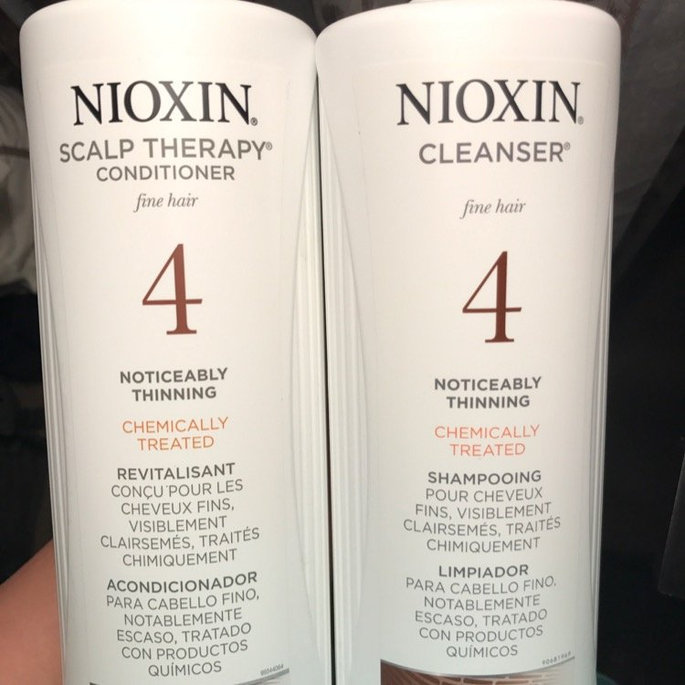 NIOXIN®
SCALP THERAPY®
CONDITIONER
fine hair
4
NOTICEABLY
THINNING
CHEMICALLY
TREATED
REVITALISANT
CONÇU POUR LES
CHEVEUX FINS,
VISIBLEMENT
CLAIRSEMÉS, TRAITÉS
CHIMIQUEMENT
ACONDICIONADOR
PARA CABELLO FINO,
NOTABLEMENTE
ESCASO, TRATADO
CON PRODUCTOS
QUÍMICOS
NIOXIN®
CLEANSER®
fine hair
4
NOTICEABLY
THINNING
CHEMICALLY
TREATED
SHAMPOOING
POUR CHEVEUX
FINS, VISIBLEMENT
CLAIRSEMÉS, TRAITÉS
CHIMIQUEMENT
LIMPIADOR
PARA CABELLO FINO,
NOTABLEMENTE
ESCASO, TRATADO
CON PRODUCTOS
QUÍMICOS